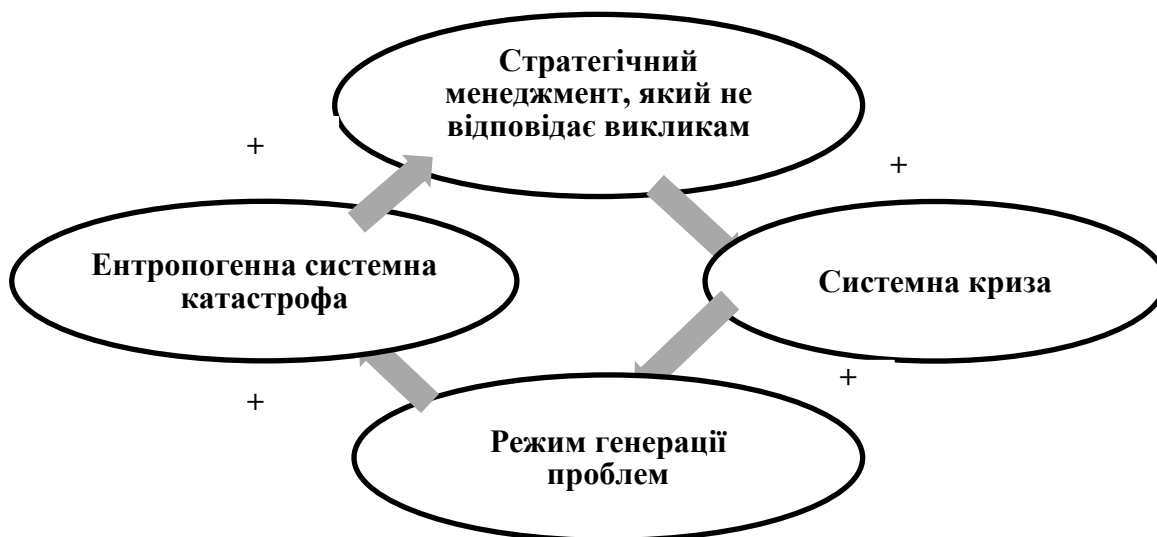 Стратегічний
менеджмент, який не
відповідає викликам
+
+
Ентропогенна системна
катастрофа
Системна криза
+
+
Режим генерації
проблем